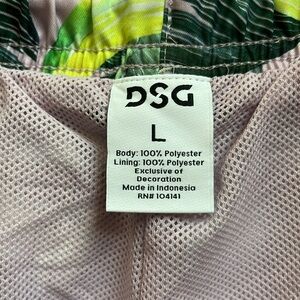 DSG
L
Body: 100% Polyester
Lining: 100% Polyester
Exclusive of
Decoration
Made in Indonesia
RN# 104141